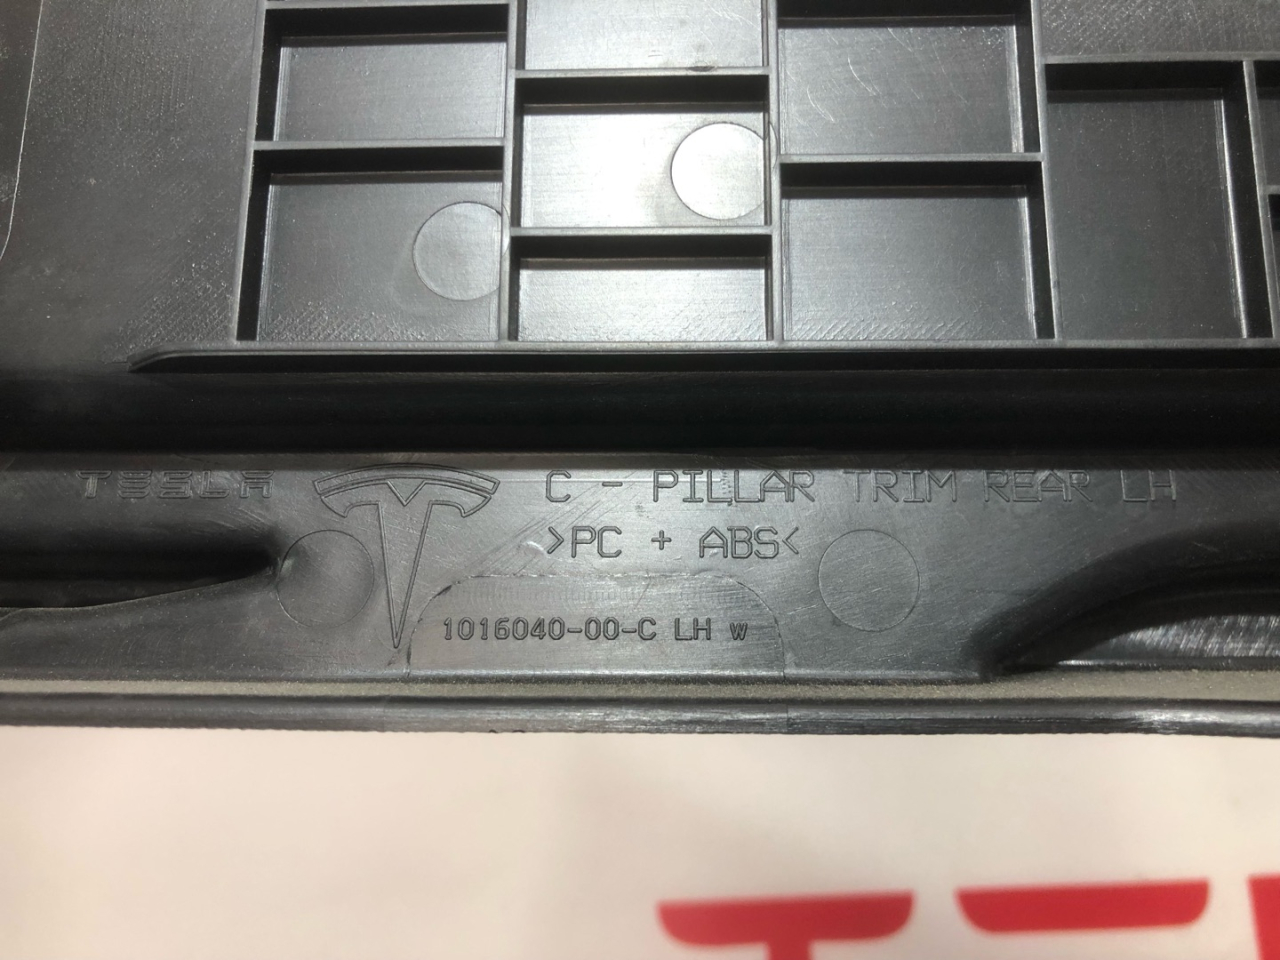 TESLA C - PILLAR TRIM REAR LH
>PC + ABS<
1016040-00-C LH w